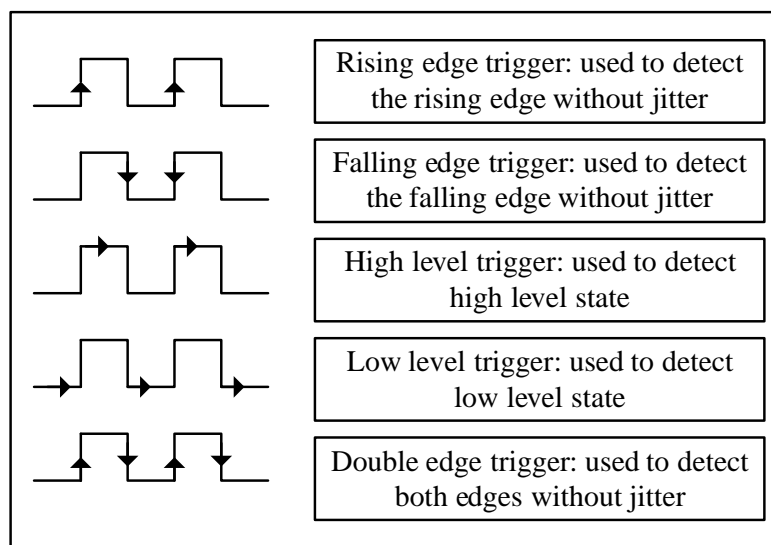 Rising edge trigger: used to detect
the rising edge without jitter
Falling edge trigger: used to detect
the falling edge without jitter
High level trigger: used to detect
high level state
Low level trigger: used to detect
low level state
Double edge trigger: used to detect
both edges without jitter